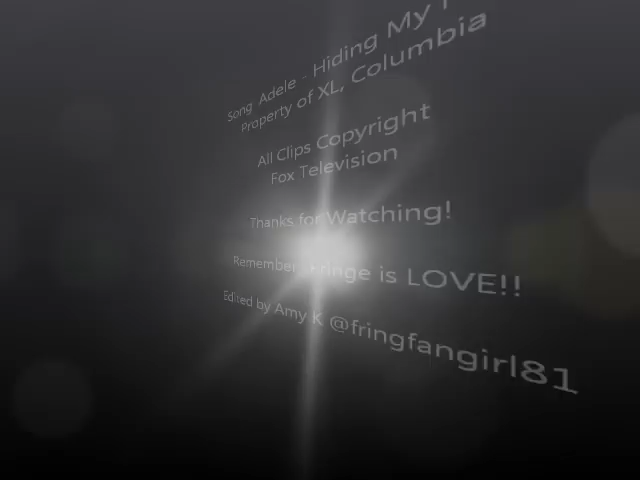 Song Adele - Hiding My
Property of XL, Columbia
All Clips Copyright
Fox Television
Thanks for Watching!
Remember, Fringe is LOVE!!
Edited by Amy K @fringfangirl81